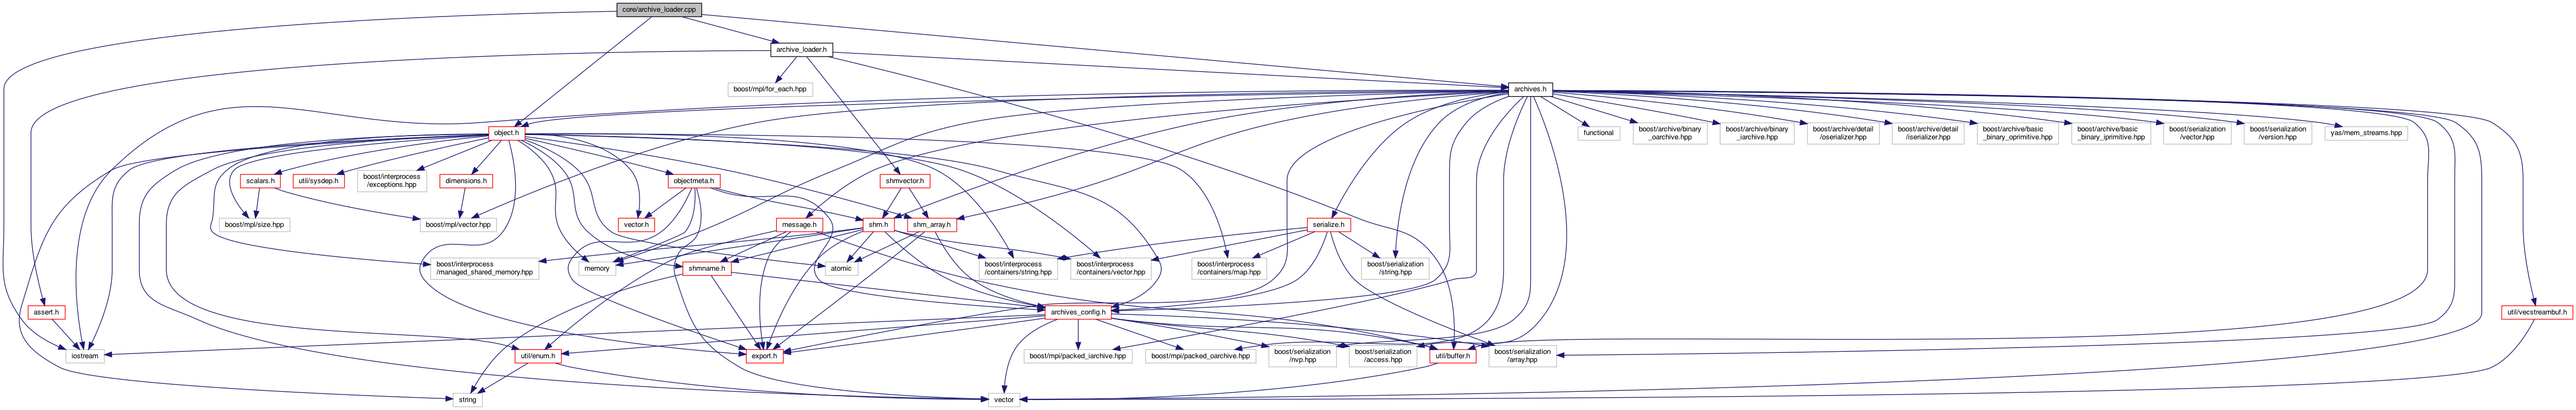 core/archive_loader.cpp
archive_loader.h
boost/mpl/for_each.hpp
archives.h
object.h
functional
boost/archive/binary
_oarchive.hpp
boost/archive/binary
_iarchive.hpp
boost/archive/detail
/oserializer.hpp
boost/archive/detail
/iserializer.hpp
boost/archive/basic
_binary_oprimitive.hpp
boost/archive/basic
_binary_iprimitive.hpp
boost/serialization
/vector.hpp
boost/serialization
/version.hpp
yas/mem_streams.hpp
scalars.h
util/sysdep.h
boost/interprocess
/exceptions.hpp
dimensions.h
objectmeta.h
shmvector.h
boost/mpl/size.hpp
boost/mpl/vector.hpp
vector.h
message.h
shm.h
shm_array.h
serialize.h
boost/interprocess
/managed_shared_memory.hpp
memory
shmname.h
atomic
boost/interprocess
/containers/string.hpp
boost/interprocess
/containers/vector.hpp
boost/interprocess
/containers/map.hpp
boost/serialization
/string.hpp
assert.h
archives_config.h
util/vecstreambuf.h
iostream
util/enum.h
export.h
boost/mpi/packed_iarchive.hpp
boost/mpi/packed_oarchive.hpp
boost/serialization
/nvp.hpp
boost/serialization
/access.hpp
util/buffer.h
boost/serialization
/array.hpp
string
vector